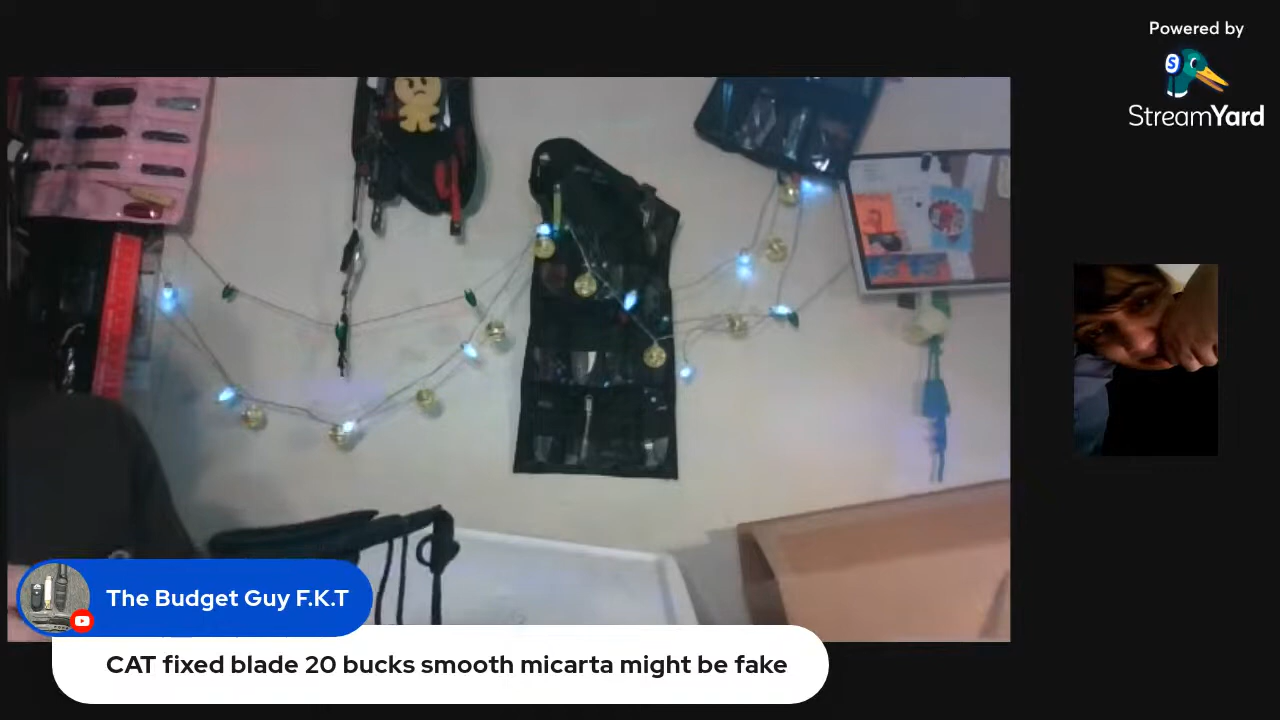 Powered by
StreamYard
The Budget Guy F.K.T
CAT fixed blade 20 bucks smooth micarta might be fake